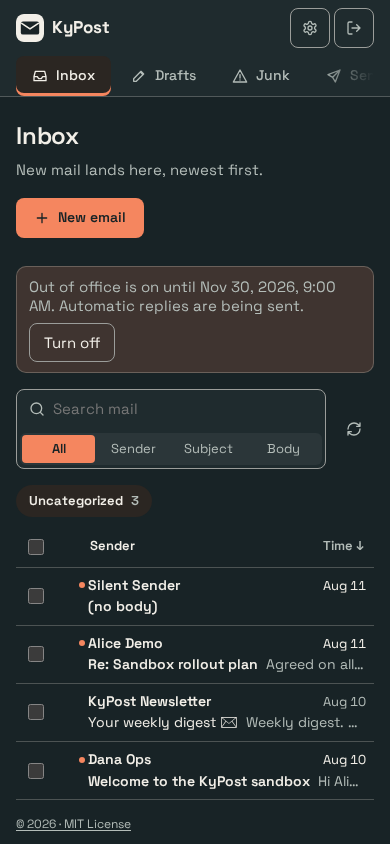 KyPost
Inbox
Drafts
Junk
Inbox
New mail lands here, newest first.
New email
Out of office is on until Nov 30, 2026, 9:00
AM. Automatic replies are being sent.
Turn off
Search mail
All Sender Subject Body
Uncategorized 3
Sender Time ↓
Silent Sender Aug 11
(no body)
Alice Demo Aug 11
Re: Sandbox rollout plan Agreed on all…
KyPost Newsletter Aug 10
Your weekly digest ✉ Weekly digest. …
Dana Ops Aug 10
Welcome to the KyPost sandbox Hi Ali…
© 2026 · MIT License